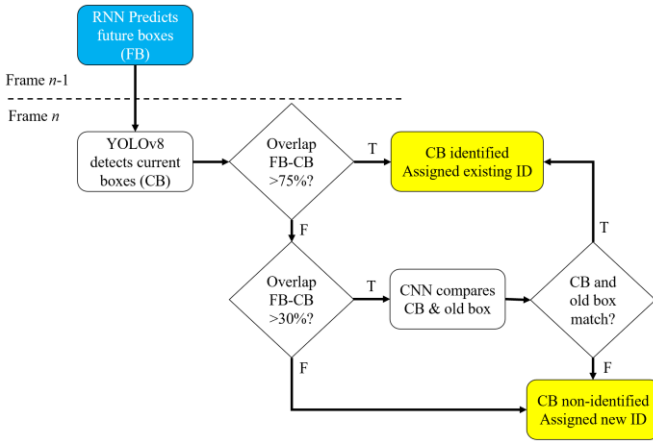 RNN Predicts
future boxes
(FB)
Frame n-1
Frame n
YOLOv8
detects current
boxes (CB)
Overlap
FB-CB
>75%?
T
CB identified
Assigned existing ID
F
T
Overlap
FB-CB
>30%?
T
CNN compares
CB & old box
CB and
old box
match?
F
F
CB non-identified
Assigned new ID